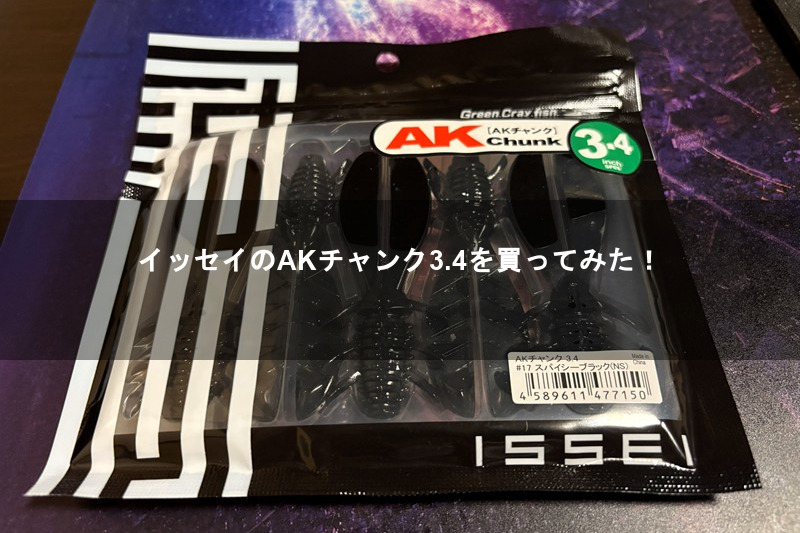 Green Cray fish
AK
[AKチャンク]
Chunk
3.4
inch
イッセイのAKチャンク3.4を買ってみた！
AKチャンク 3.4
#17 スパイシーブラック(NS)
Made in
China
4 589611 477150
ISSEI